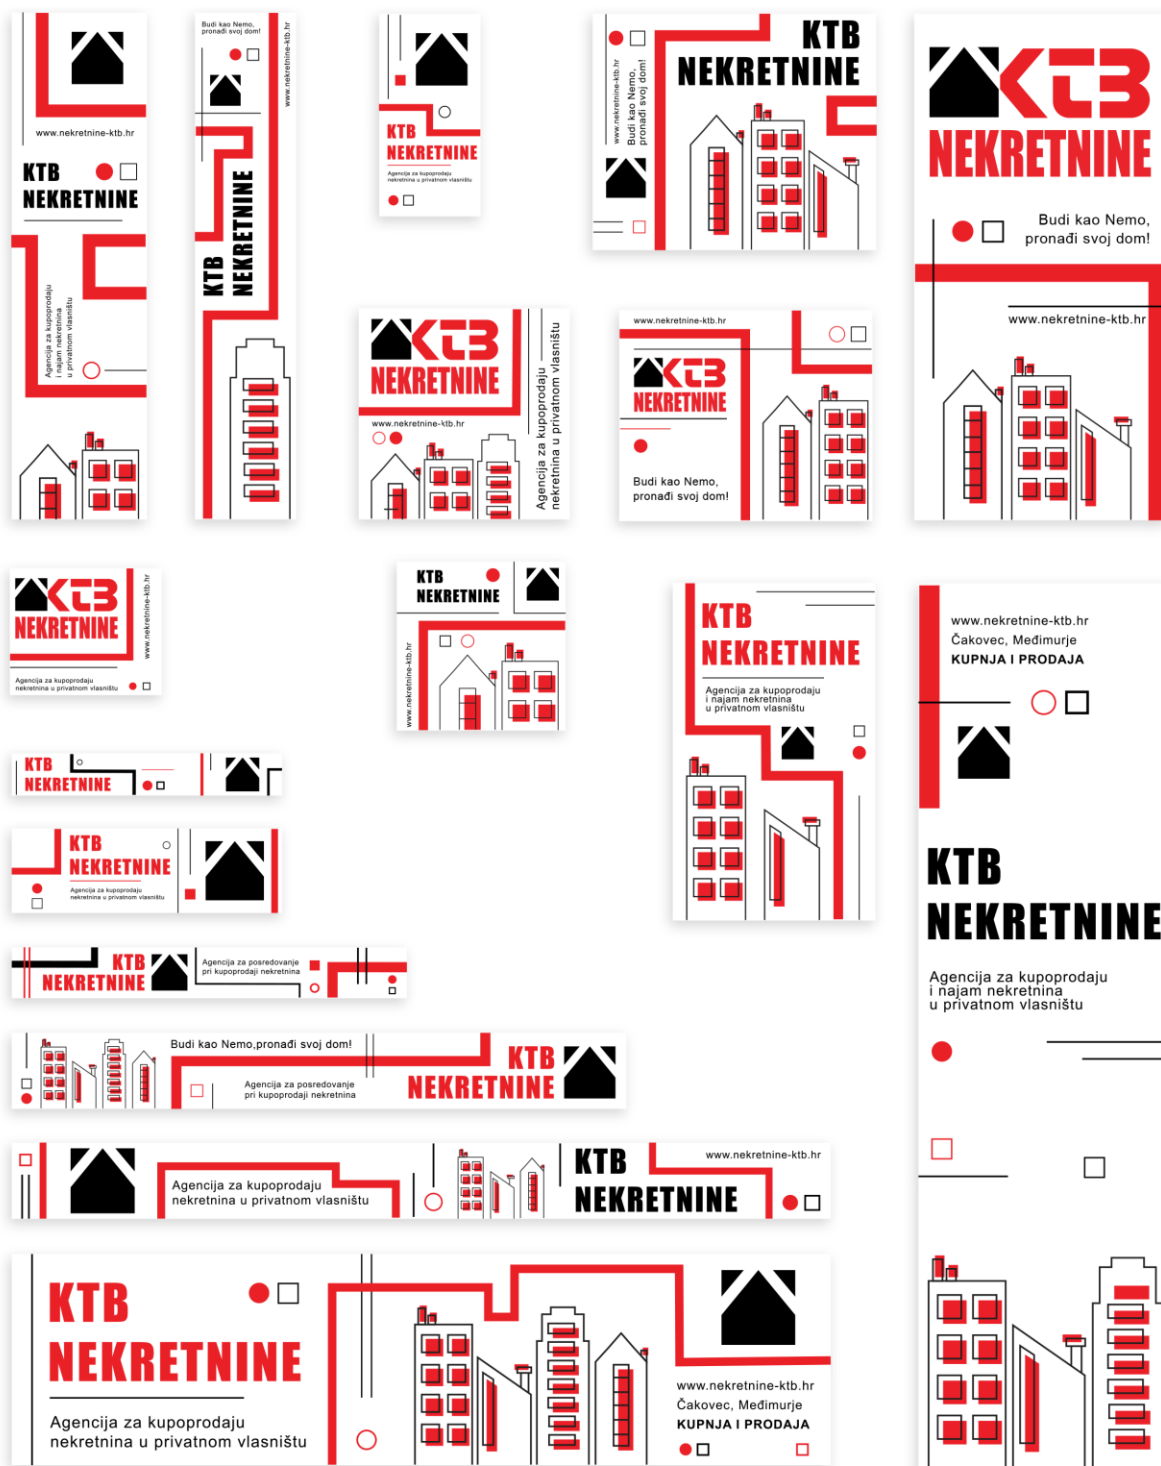 www.nekretnine-ktb.hr
KTB
NEKRETNINE
Agencija za kupoprodaju
i najam nekretnina
u privatnom vlasništu
Budi kao Nemo,
pronađi svoj dom!
www.nekretnine-ktb.hr
KTB
NEKRETNINE
KTB
NEKRETNINE
Agencija za kupoprodaju
nekretnina u privatnom vlasništu
KTB
NEKRETNINE
www.nekretnine-ktb.hr
Budi kao Nemo,
pronađi svoj dom!
KTB
NEKRETNINE
Budi kao Nemo,
pronađi svoj dom!
www.nekretnine-ktb.hr
KTB
NEKRETNINE
www.nekretnine-ktb.hr
Agencija za kupoprodaju
nekretnina u privatnom vlasništu
www.nekretnine-ktb.hr
KTB
NEKRETNINE
Budi kao Nemo,
pronađi svoj dom!
KTB
NEKRETNINE
www.nekretnine-ktb.hr
Agencija za kupoprodaju
nekretnina u privatnom vlasništu
KTB
NEKRETNINE
www.nekretnine-ktb.hr
KTB
NEKRETNINE
Agencija za kupoprodaju
i najam nekretnina
u privatnom vlasništu
www.nekretnine-ktb.hr
Čakovec, Međimurje
KUPNJA I PRODAJA
KTB
NEKRETNINE
Agencija za kupoprodaju
i najam nekretnina
u privatnom vlasništu
KTB
NEKRETNINE
KTB
NEKRETNINE
Agencija za kupoprodaju
nekretnina u privatnom vlasništu
KTB
NEKRETNINE
Agencija za posredovanje
pri kupoprodaji nekretnina
Budi kao Nemo,pronađi svoj dom!
Agencija za posredovanje
pri kupoprodaji nekretnina
KTB
NEKRETNINE
Agencija za kupoprodaju
nekretnina u privatnom vlasništu
KTB
NEKRETNINE
www.nekretnine-ktb.hr
KTB
NEKRETNINE
Agencija za kupoprodaju
nekretnina u privatnom vlasništu
www.nekretnine-ktb.hr
Čakovec, Međimurje
KUPNJA I PRODAJA